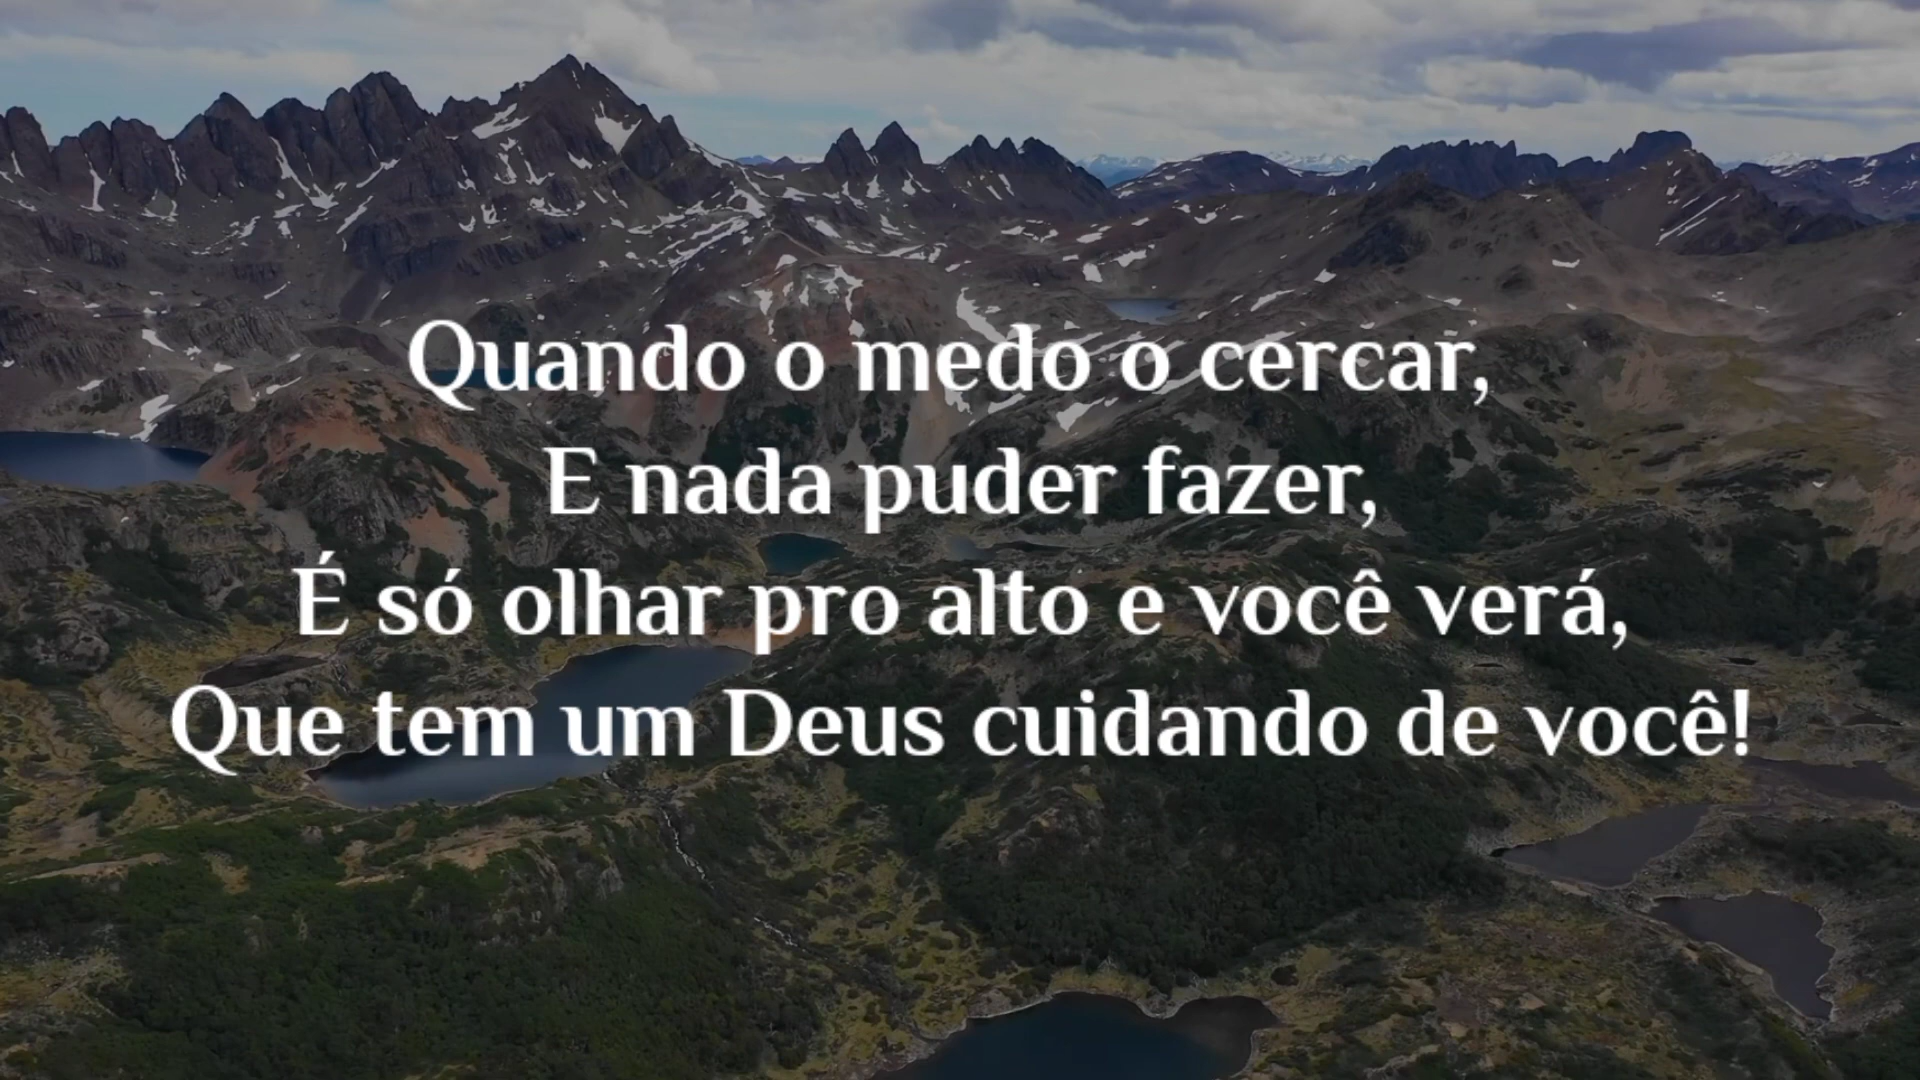 Quando o medo o cercar,
E nada puder fazer,
É só olhar pro alto e você verá,
Que tem um Deus cuidando de você!